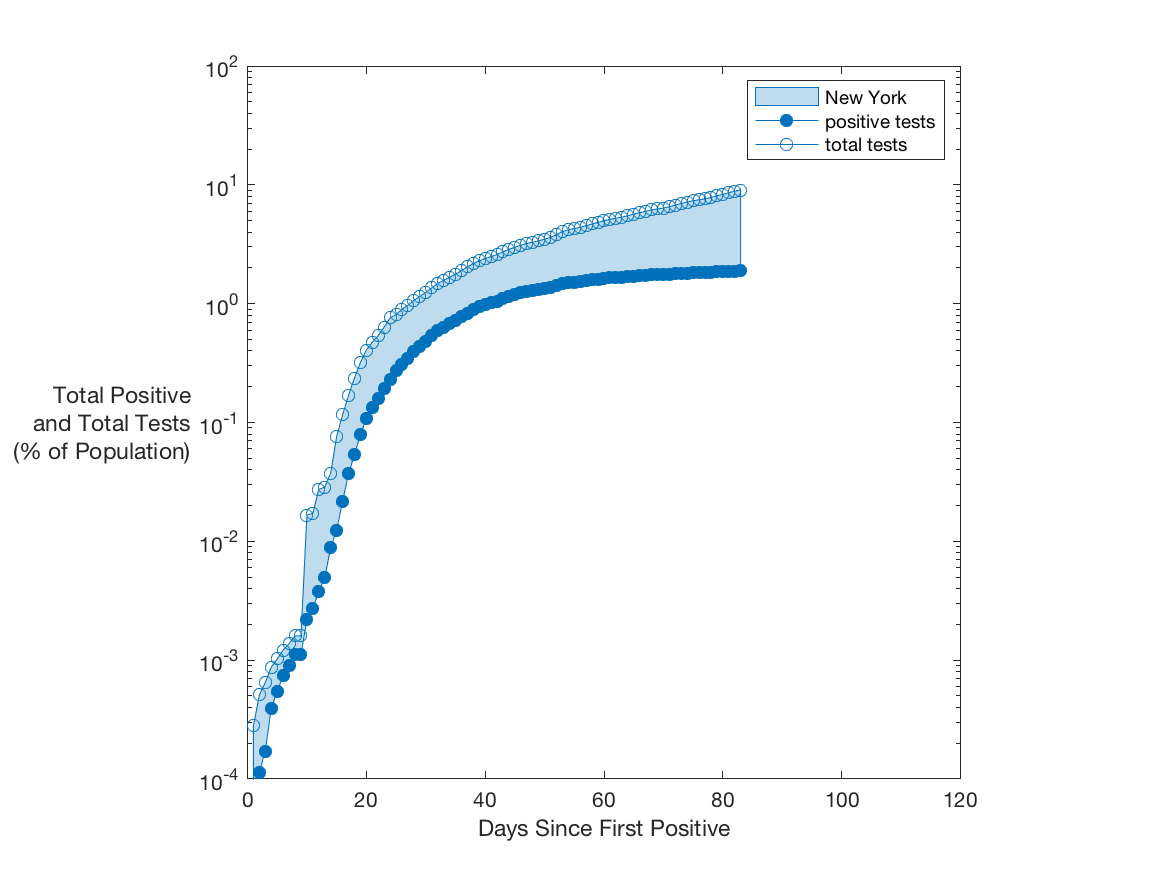 10^2
10^1
10^0
10^-1
10^-2
10^-3
10^-4
Total Positive
and Total Tests
(% of Population)
New York
positive tests
total tests
0 20 40 60 80 100 120
Days Since First Positive